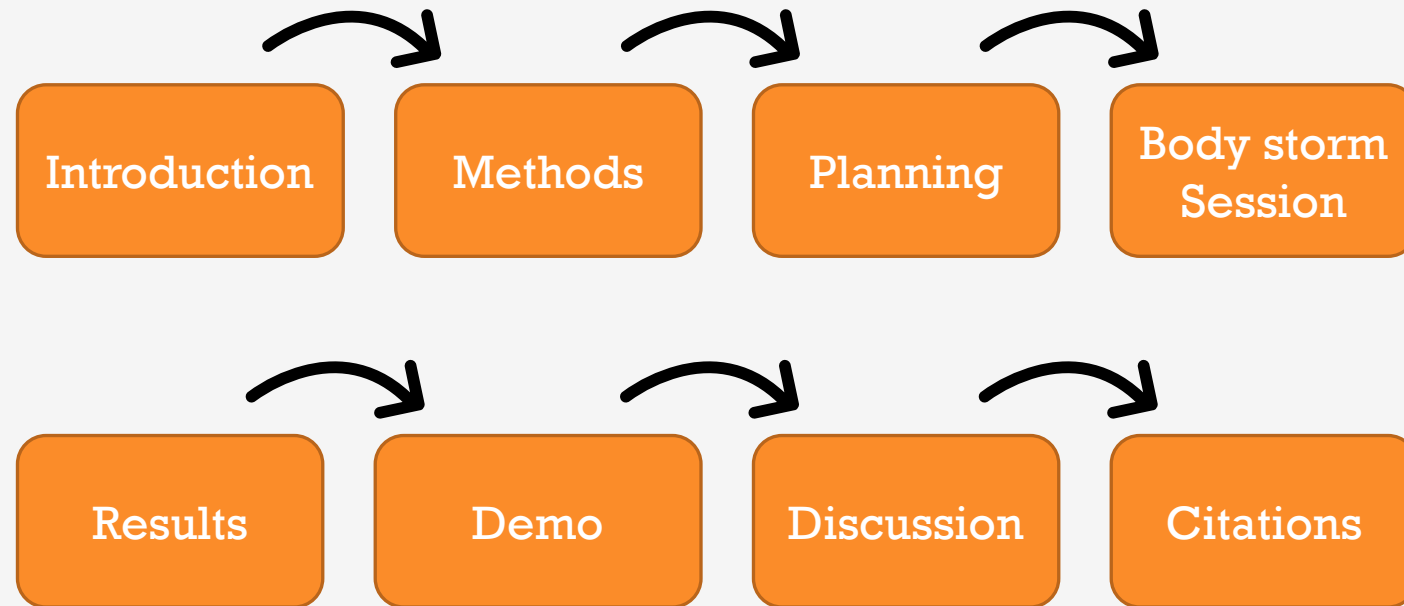 Introduction
Methods
Planning
Body storm
Session
Results
Demo
Discussion
Citations